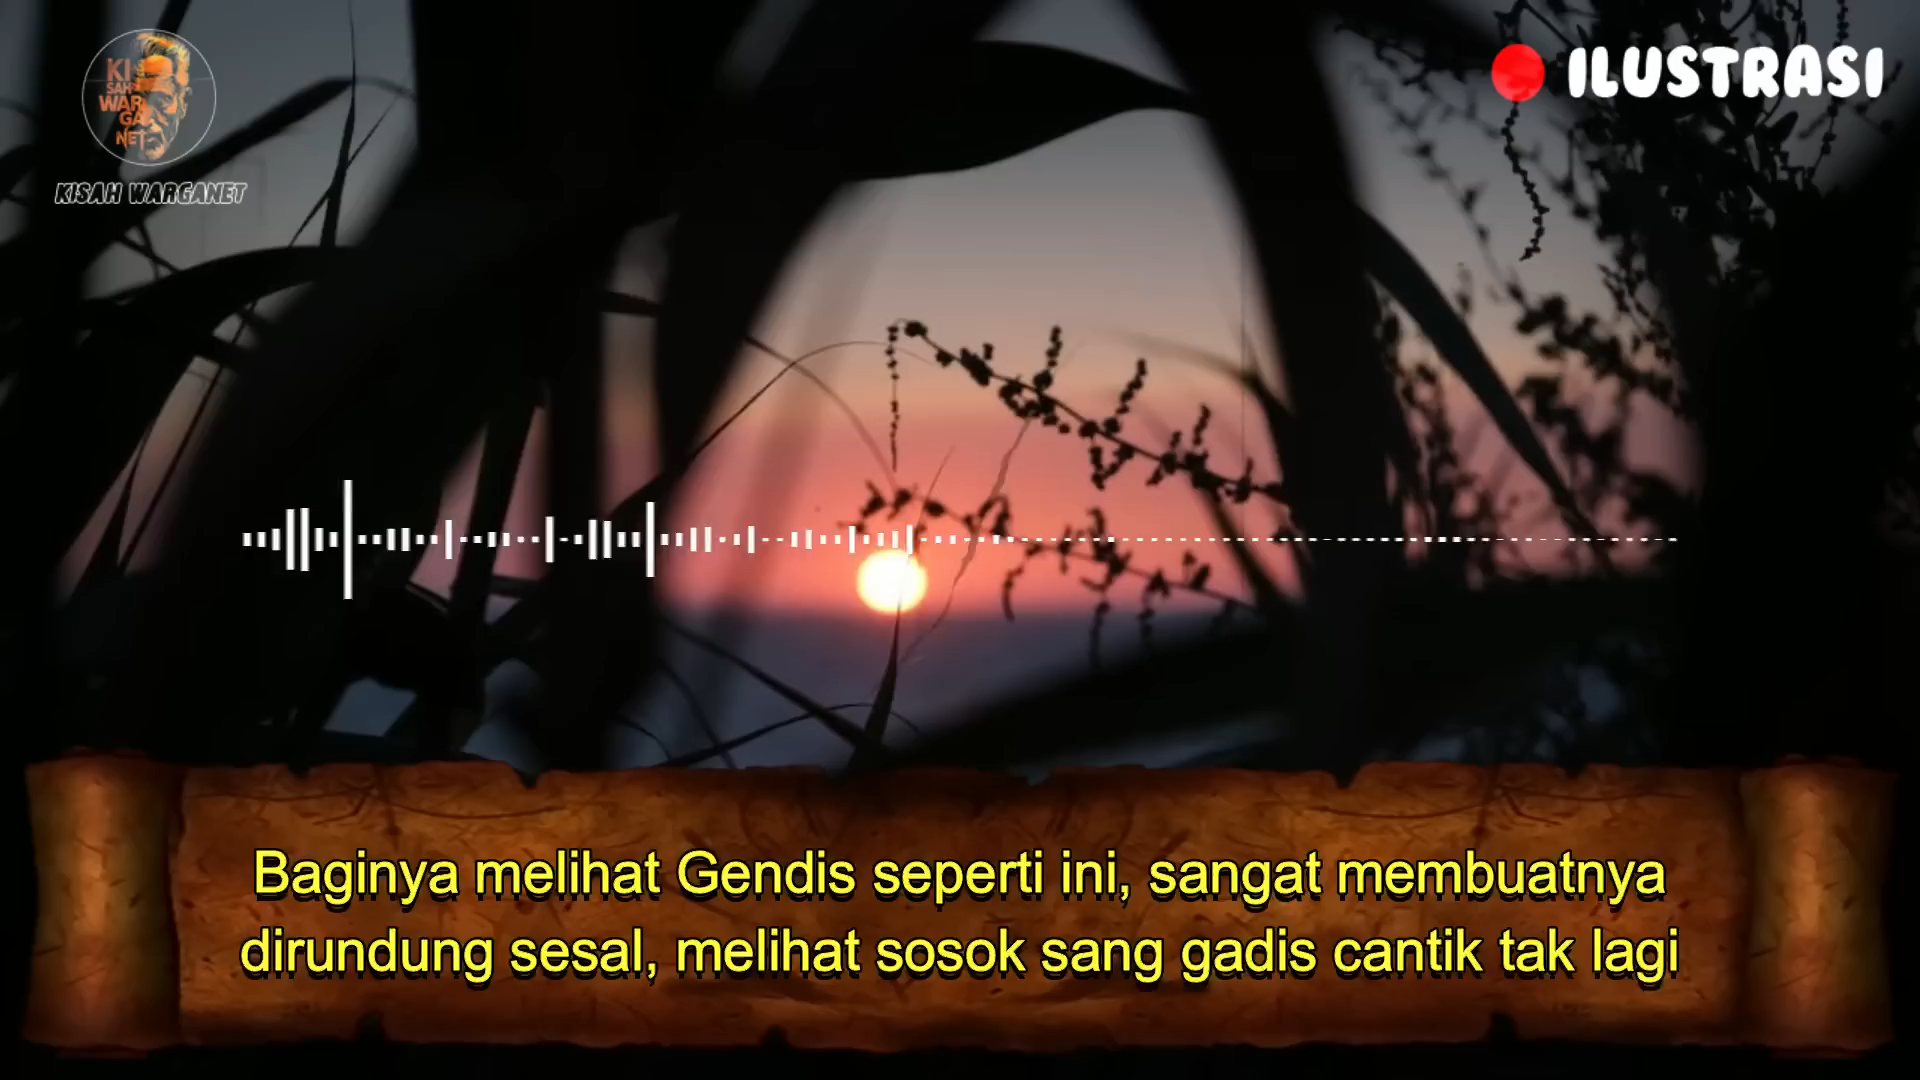 KI
SAH
WAR
GA
NET
KISAH WARGANET
ILUSTRASI
Baginya melihat Gendis seperti ini, sangat membuatnya
dirundung sesal, melihat sosok sang gadis cantik tak lagi